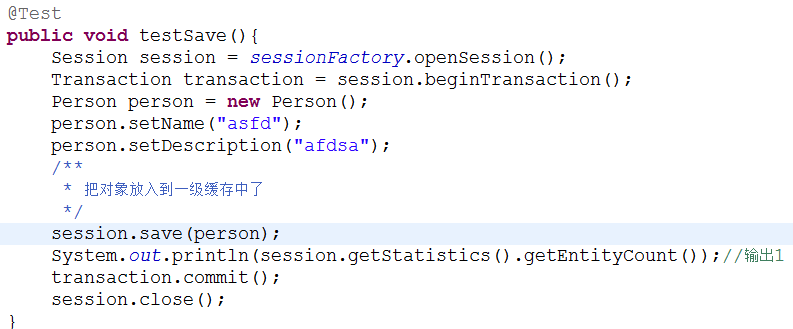 @Test
public void testSave(){
    Session session = sessionFactory.openSession();
    Transaction transaction = session.beginTransaction();
    Person person = new Person();
    person.setName("asfd");
    person.setDescription("afdsa");
    /**
     * 把对象放入到一级缓存中了
     */
    session.save(person);
    System.out.println(session.getStatistics().getEntityCount());//输出1
    transaction.commit();
    session.close();
}